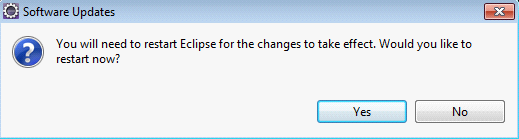 Software Updates
You will need to restart Eclipse for the changes to take effect. Would you like to
restart now?
Yes
No